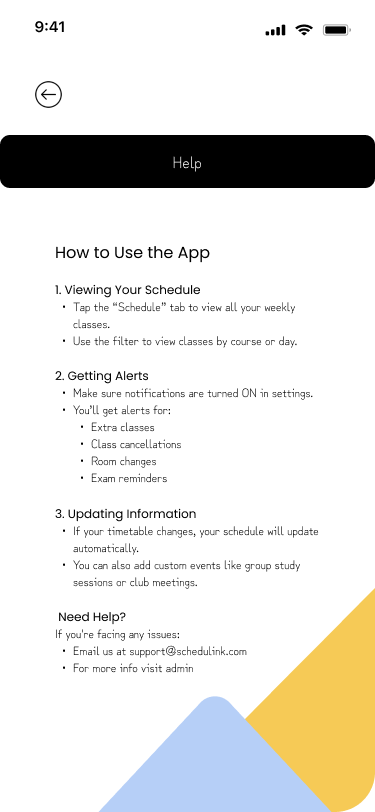 9:41
Help
How to Use the App
1. Viewing Your Schedule
• Tap the “Schedule” tab to view all your weekly
classes.
• Use the filter to view classes by course or day.
2. Getting Alerts
• Make sure notifications are turned ON in settings.
• You’ll get alerts for:
• Extra classes
• Class cancellations
• Room changes
• Exam reminders
3. Updating Information
• If your timetable changes, your schedule will update
automatically.
• You can also add custom events like group study
sessions or club meetings.
Need Help?
If you’re facing any issues:
• Email us at support@schedulink.com
• For more info visit admin